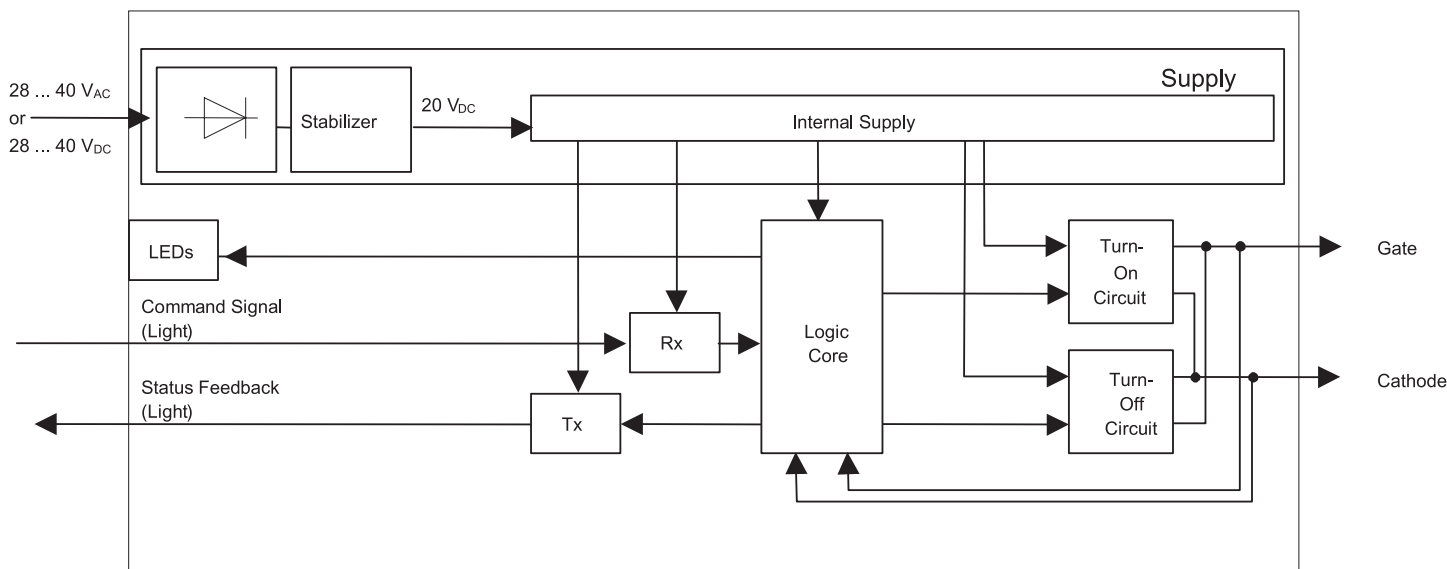 Supply
28 ... 40 VAC
or
28 ... 40 VDC
Stabilizer
20 VDC
Internal Supply
LEDs
Turn-
On
Circuit
Gate
Command Signal
(Light)
Rx
Logic
Core
Status Feedback
(Light)
Tx
Turn-
Off
Circuit
Cathode